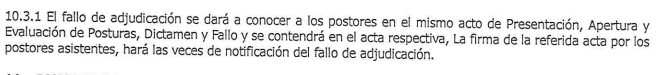 10.3.1 El fallo de adjudicación se dará a conocer a los postores en el mismo acto de Presentación, Apertura y
Evaluación de Posturas, Dictamen y Fallo y se contendrá en el acta respectiva, La firma de la referida acta por los
postores asistentes, hará las veces de notificación del fallo de adjudicación.